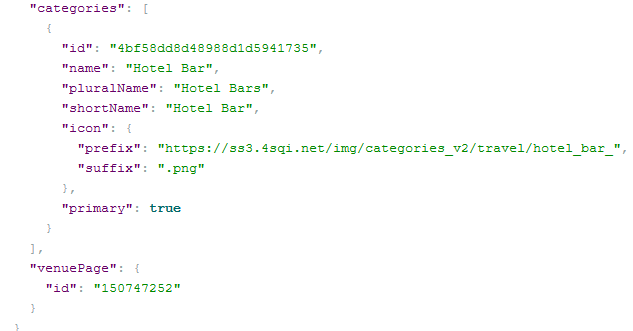 "categories": [
{
"id": "4bf58dd8d48988d1d5941735",
"name": "Hotel Bar",
"pluralName": "Hotel Bars",
"shortName": "Hotel Bar",
"icon": {
"prefix": "https://ss3.4sqi.net/img/categories_v2/travel/hotel_bar_",
"suffix": ".png"
},
"primary": true
}
],
"venuePage": {
"id": "150747252"
}
}